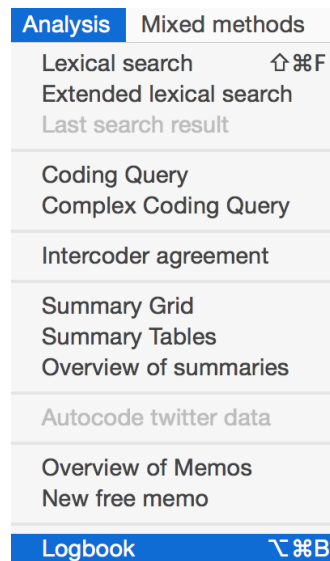 Analysis Mixed methods
Lexical search ⇧⌘F
Extended lexical search
Last search result
Coding Query
Complex Coding Query
Intercoder agreement
Summary Grid
Summary Tables
Overview of summaries
Autocode twitter data
Overview of Memos
New free memo
Logbook ⌥⌘B